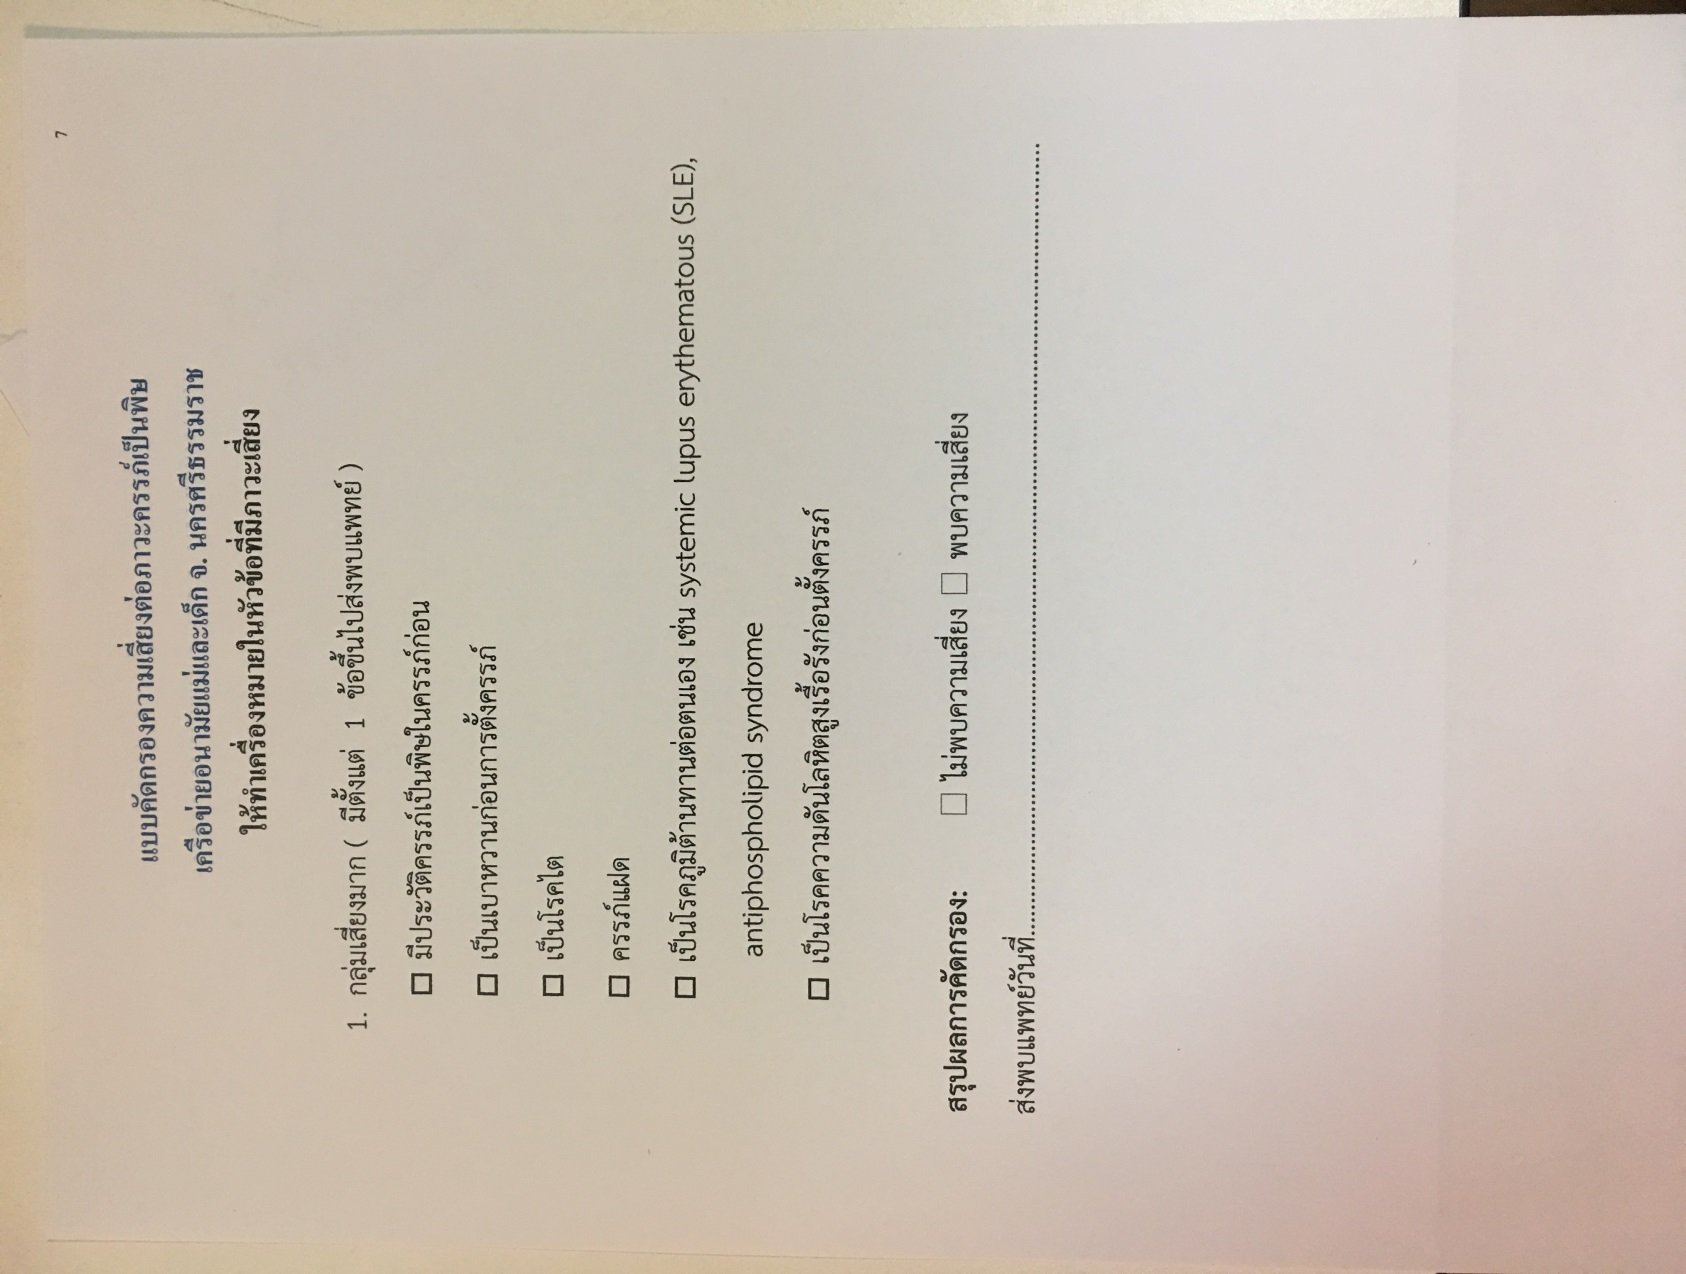 7
แบบคัดกรองความเสี่ยงต่อภาวะครรภ์เป็นพิษ
เครือข่ายอนามัยแม่และเด็ก จ. นครศรีธรรมราช
ให้ทำเครื่องหมายในหัวข้อที่มีภาวะเสี่ยง
1. กลุ่มเสี่ยงมาก ( มีตั้งแต่ 1 ข้อขึ้นไปส่งพบแพทย์ )
☐ มีประวัติครรภ์เป็นพิษในครรภ์ก่อน
☐ เป็นเบาหวานก่อนการตั้งครรภ์
☐ เป็นโรคไต
☐ ครรภ์แฝด
☐ เป็นโรคภูมิต้านทานต่อตนเอง เช่น systemic lupus erythematous (SLE),
antiphospholipid syndrome
☐ เป็นโรคความดันโลหิตสูงเรื้อรังก่อนตั้งครรภ์
สรุปผลการคัดกรอง: ☐ ไม่พบความเสี่ยง ☐ พบความเสี่ยง
ส่งพบแพทย์วันที่..........................................................................................